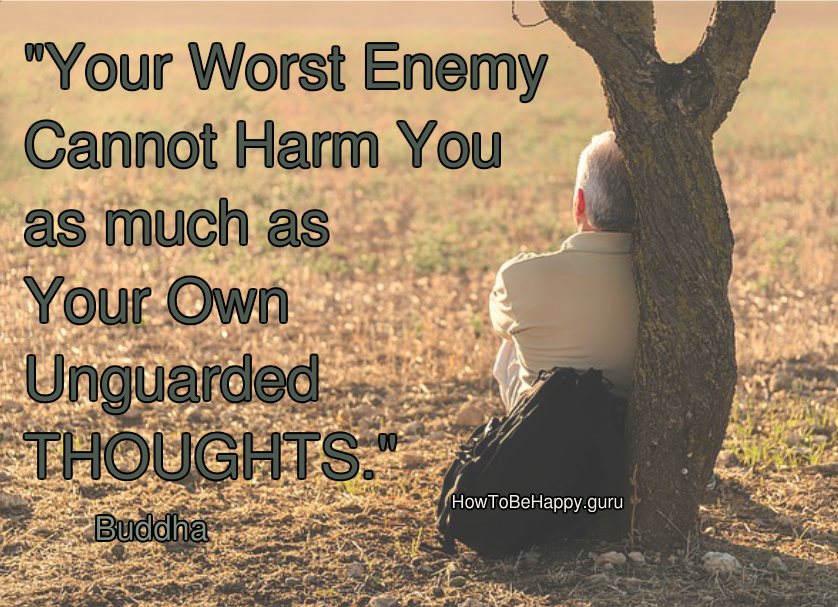 "Your Worst Enemy
Cannot Harm You
as much as
Your Own
Unguarded
THOUGHTS."
HowToBeHappy.guru
Buddha